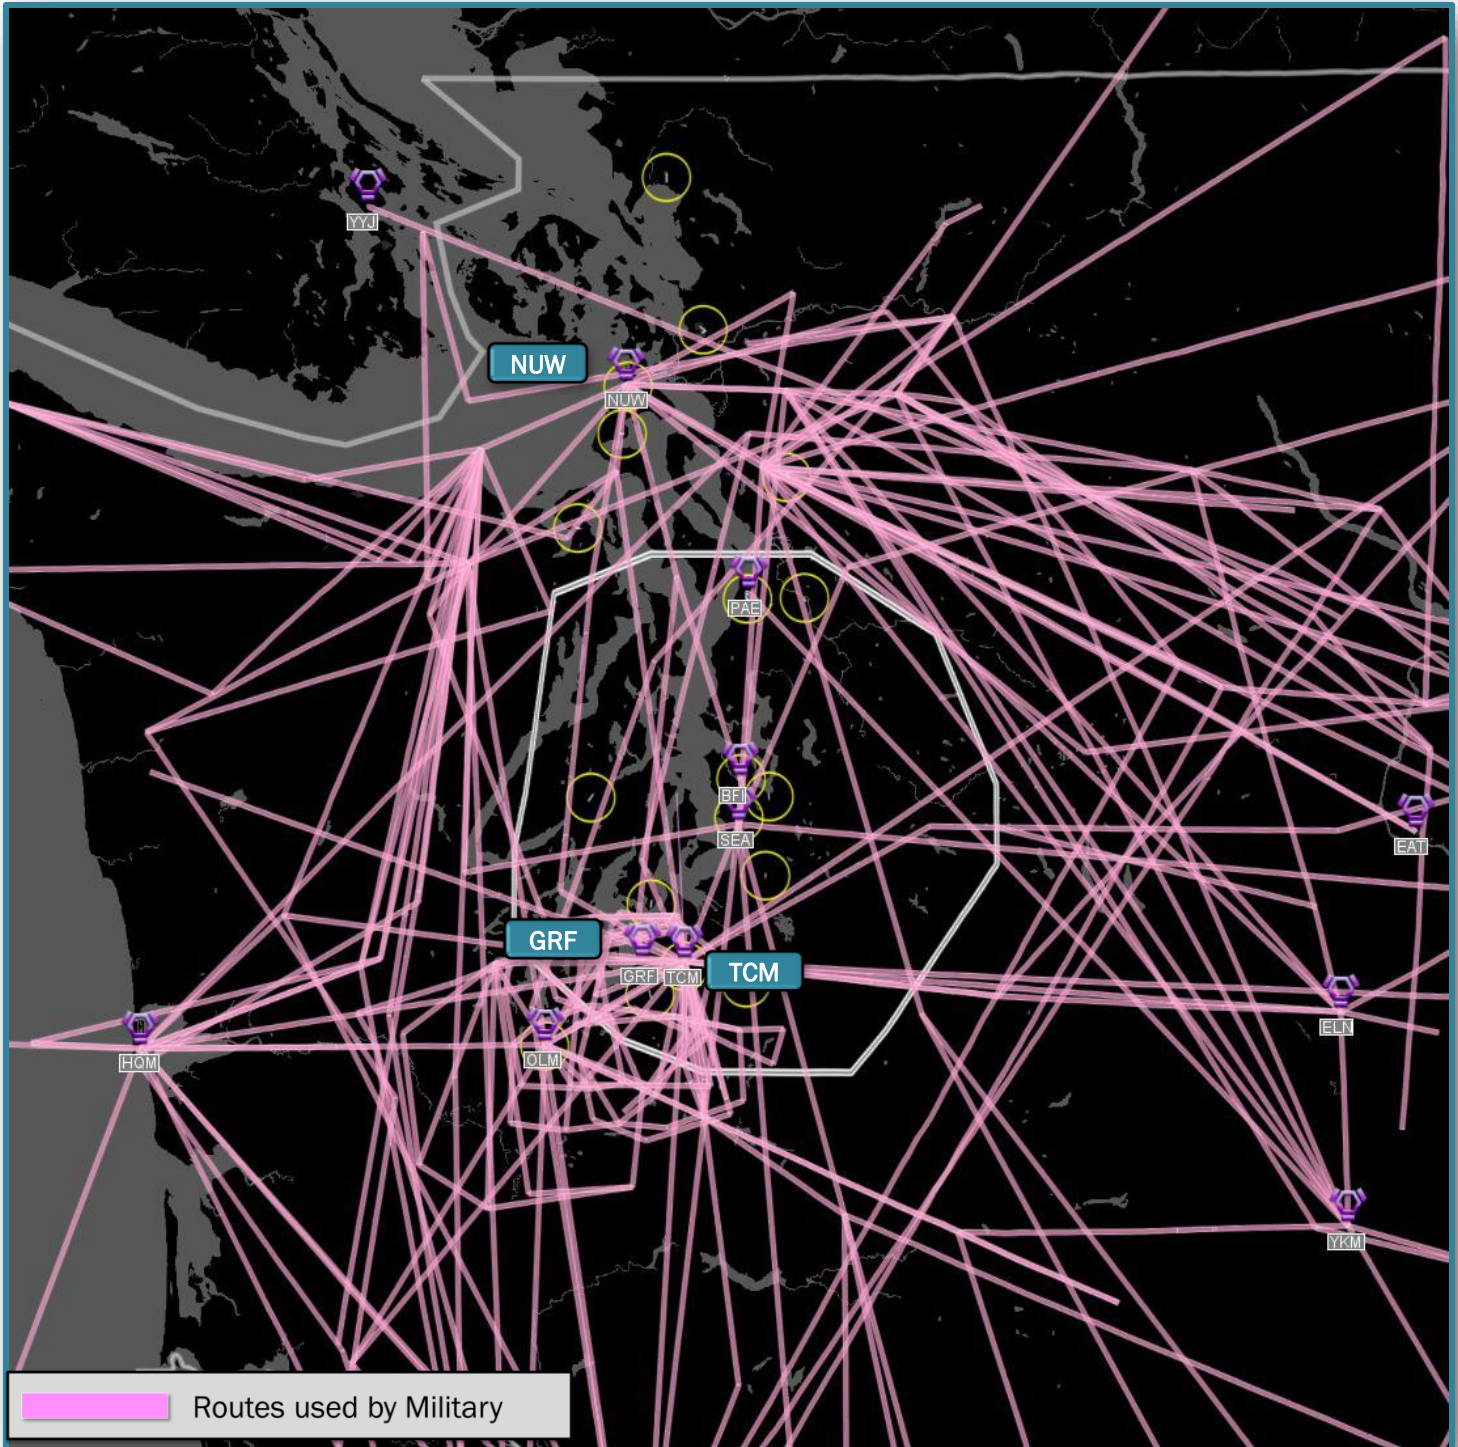 YYJ
NUW
NUW
PAE
BFI
SEA
EAT
GRF
GRF
TCM
TCM
ELN
HQM
OLM
YKM
Routes used by Military